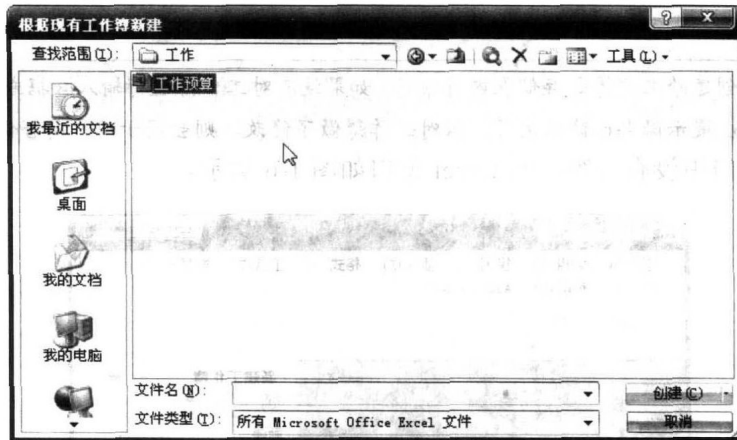 根据现有工作簿新建
查找范围(I):
工作
工具(L)
工作预算
我最近的文档
桌面
我的文档
我的电脑
文件名(N):
创建(C)
文件类型(T):
所有 Microsoft Office Excel 文件
取消